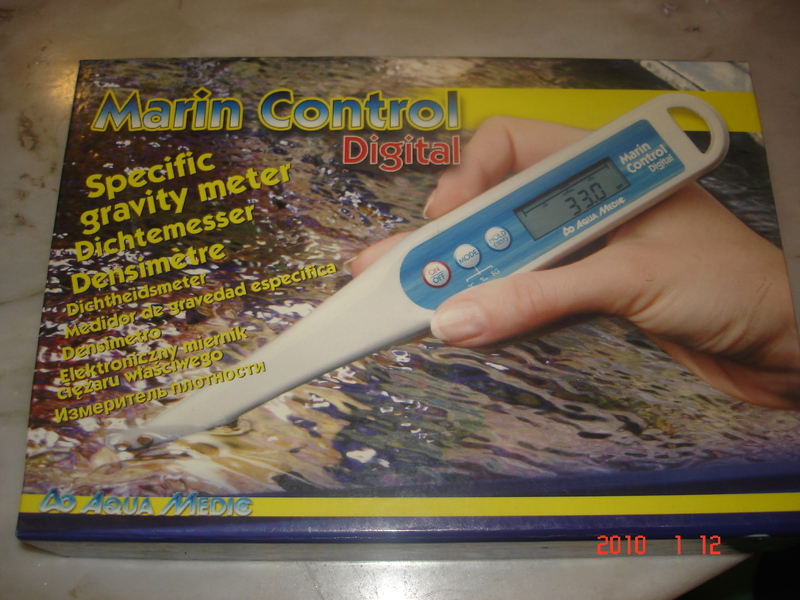 Marin Control
Digital
Specific
gravity meter
Dichtemesser
Densimètre
Dichtheidsmeter
Medidor de gravedad especifica
Densimetro
Elektroniczny miernik
ciężaru właściwego
Измеритель плотности
Marin
Control
Digital
33.0
AQUA MEDIC
ON
OFF
MODE
HOLD
AQUA MEDIC
2010 1 12